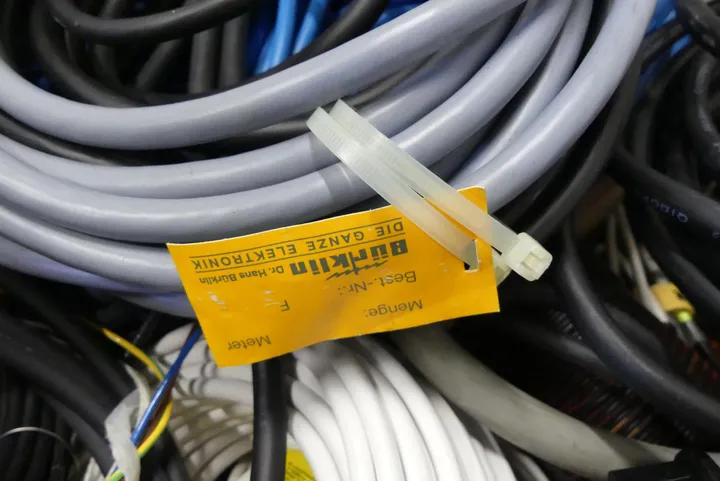 DIE GANZE ELEKTRONIK
Bürklin Dr. Hans Bürklin
Best.-Nr.:
Menge:
Meter